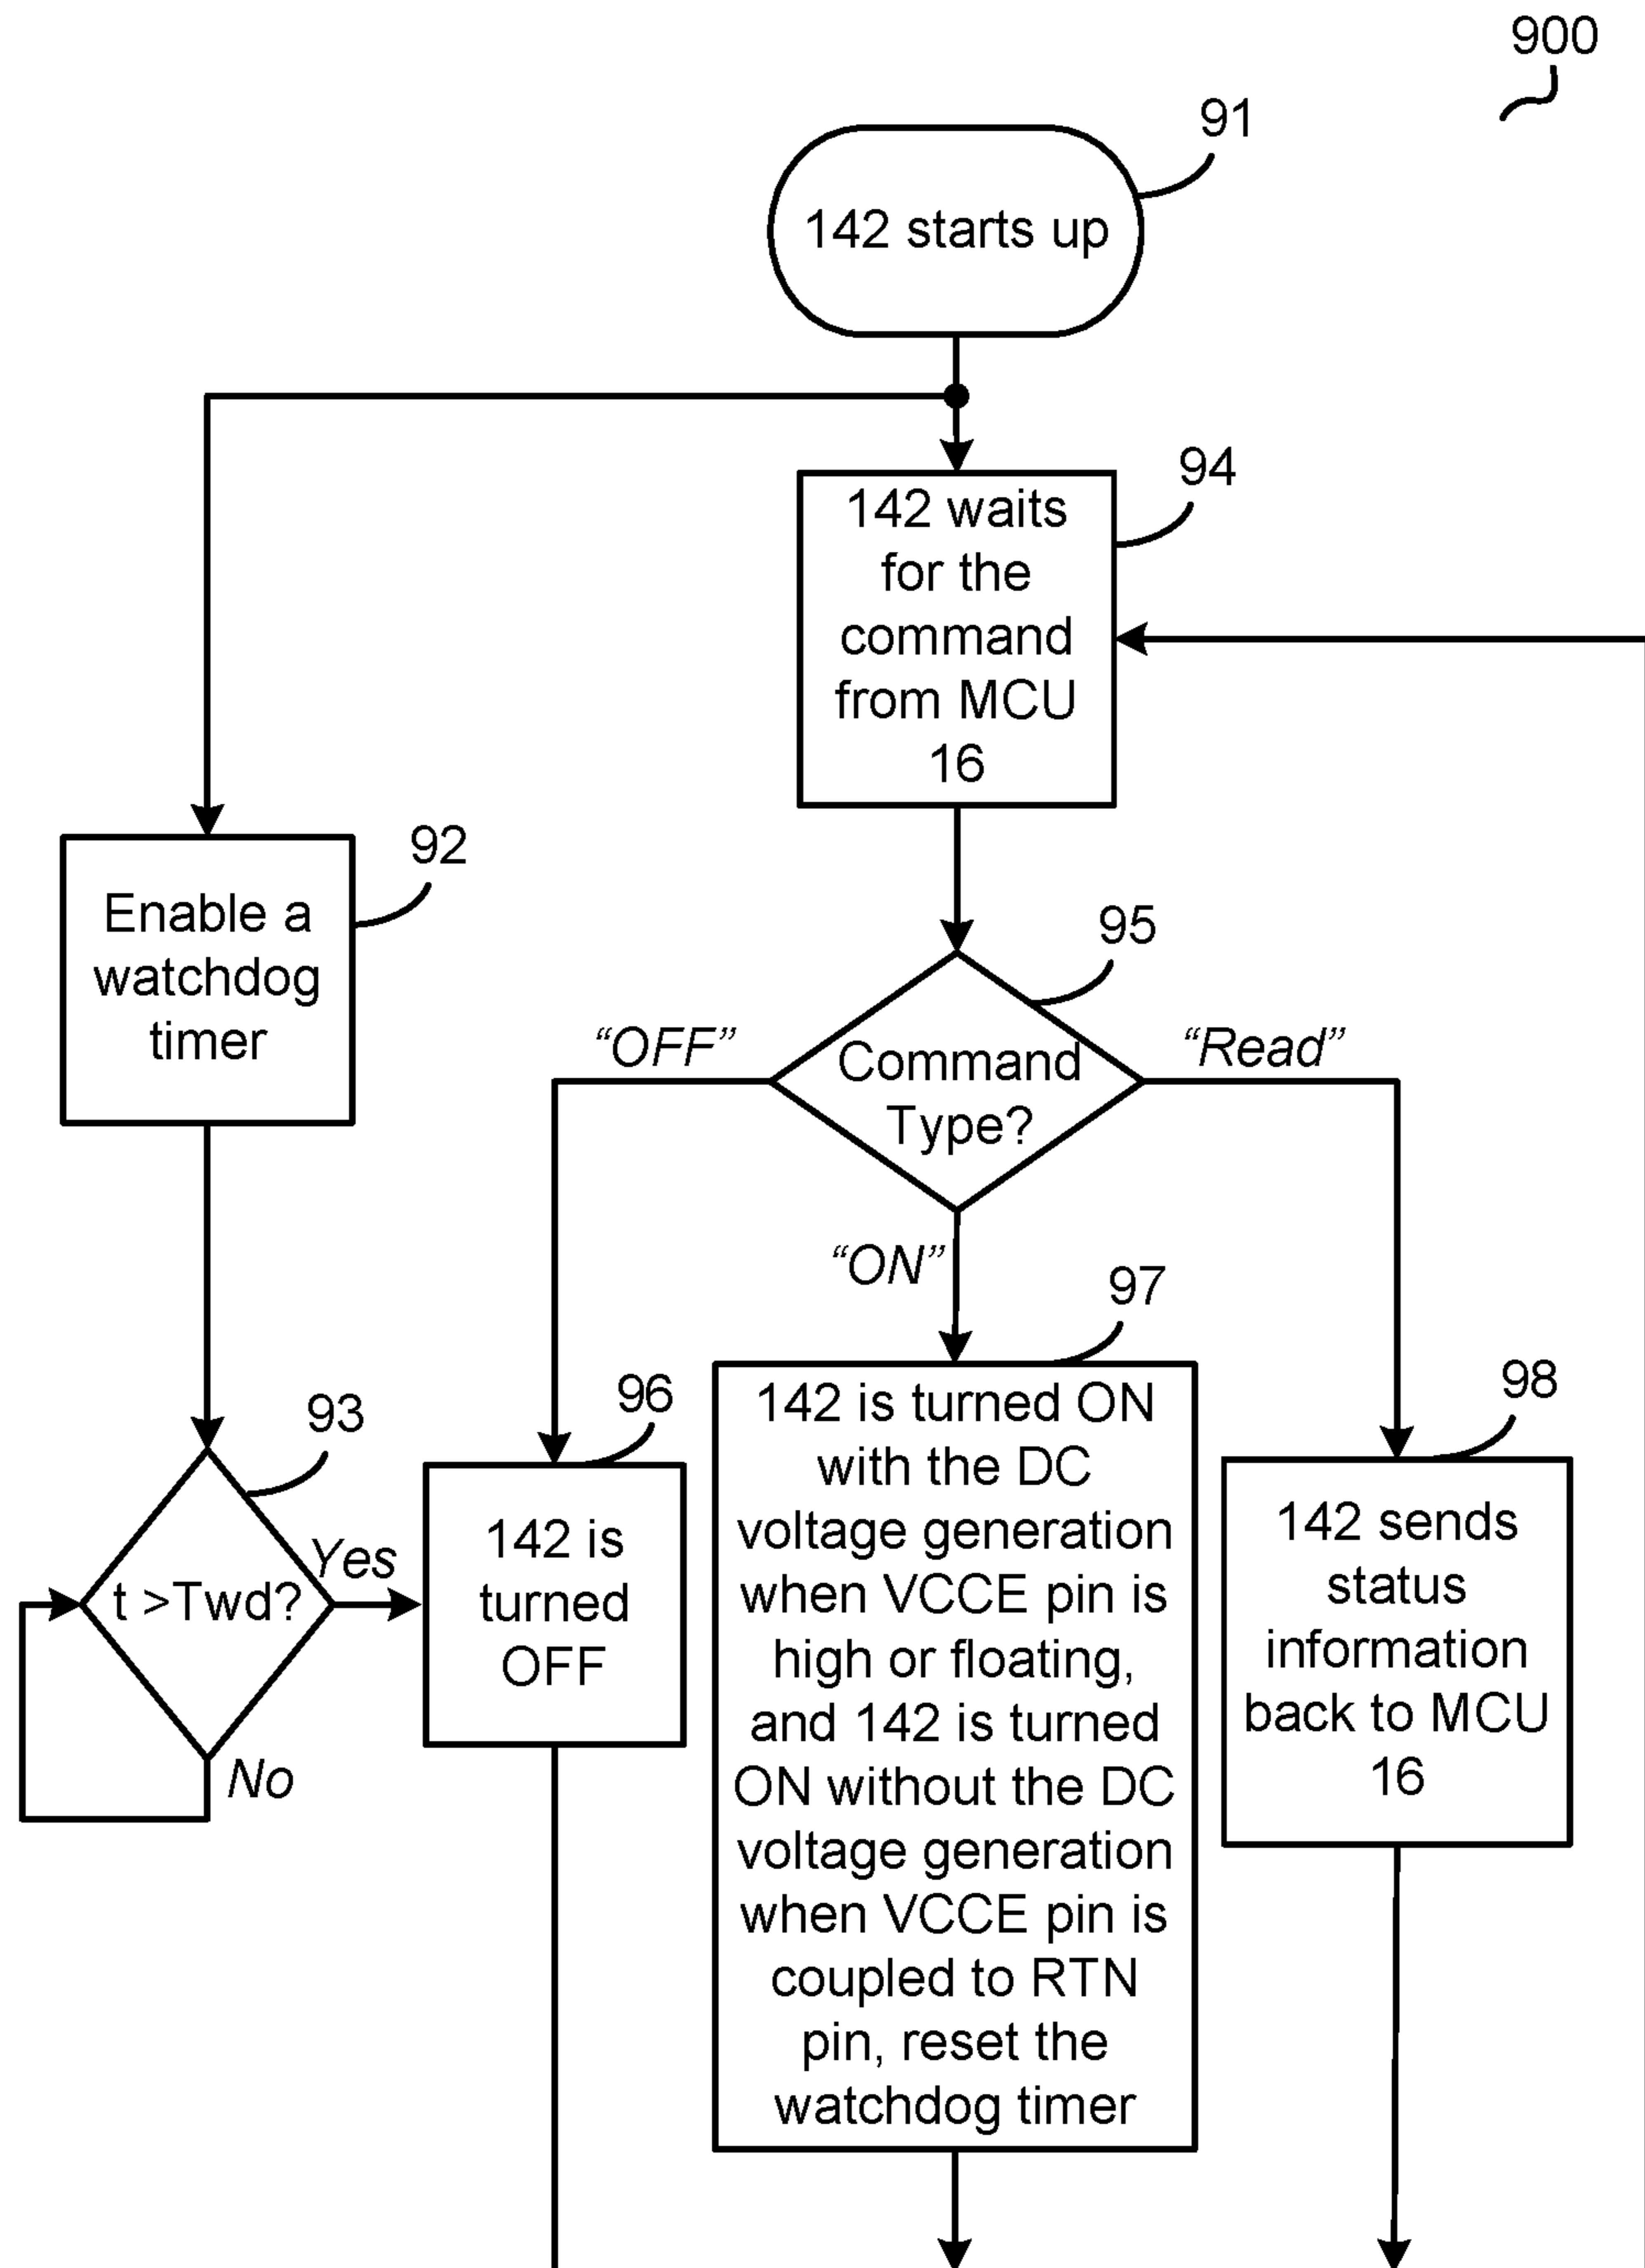 900
91
142 starts up
94
142 waits
for the
command
from MCU
16
92
Enable a
watchdog
timer
95
Command
Type?
“OFF”
“Read”
“ON”
93
t >Twd?
Yes
No
96
142 is
turned
OFF
97
142 is turned ON
with the DC
voltage generation
when VCCE pin is
high or floating,
and 142 is turned
ON without the DC
voltage generation
when VCCE pin is
coupled to RTN
pin, reset the
watchdog timer
98
142 sends
status
information
back to MCU
16